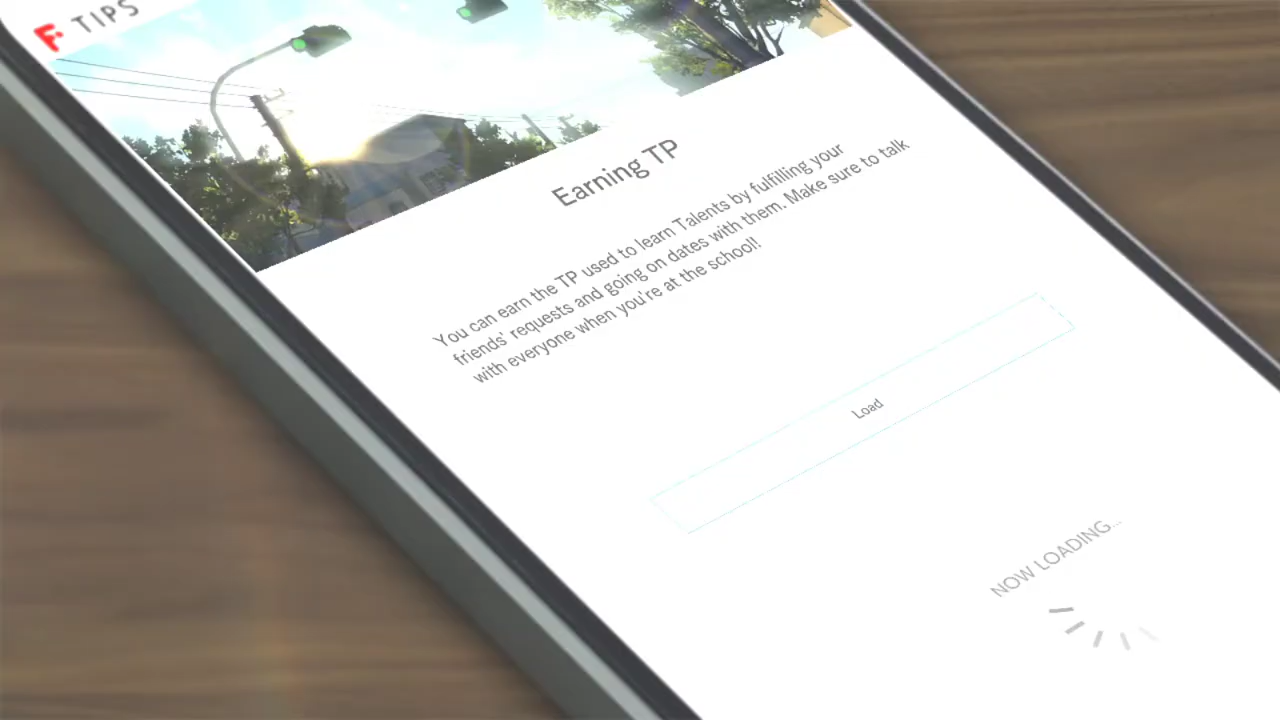 F TIPS
Earning TP
You can earn the TP used to learn Talents by fulfilling your
friends' requests and going on dates with them. Make sure to talk
with everyone when you're at the school!
Load
NOW LOADING...